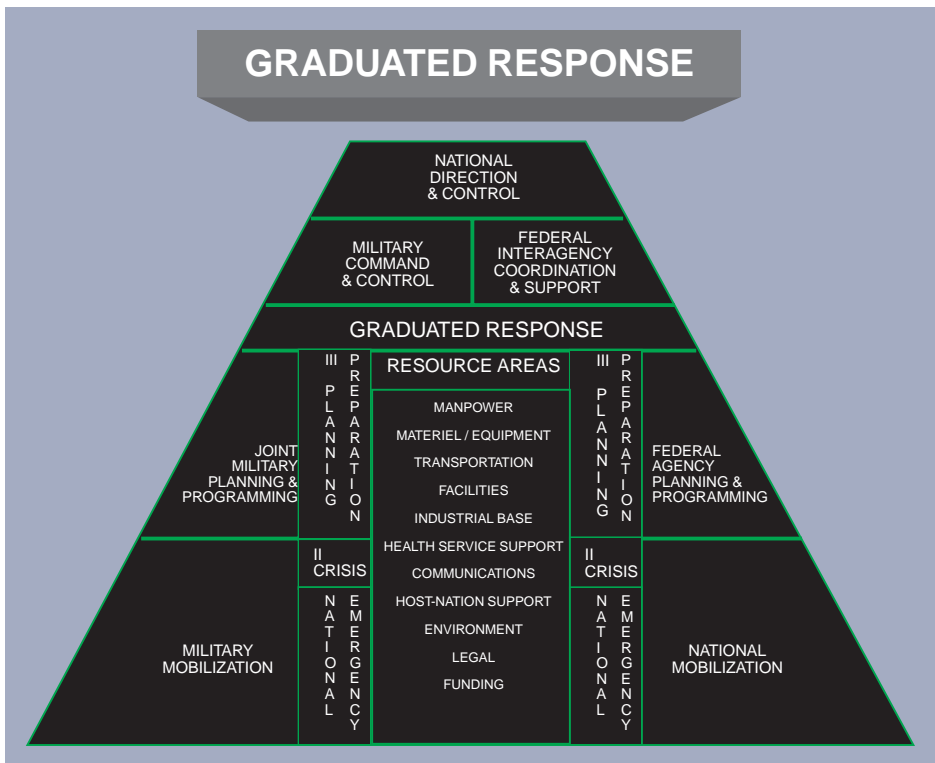 GRADUATED RESPONSE
NATIONAL
DIRECTION
& CONTROL
MILITARY
COMMAND
& CONTROL
FEDERAL
INTERAGENCY
COORDINATION
& SUPPORT
GRADUATED RESPONSE
III PLANNING
PREPARATION
RESOURCE AREAS
III PLANNING
PREPARATION
MANPOWER
MATERIEL / EQUIPMENT
TRANSPORTATION
FACILITIES
INDUSTRIAL BASE
HEALTH SERVICE SUPPORT
COMMUNICATIONS
HOST-NATION SUPPORT
ENVIRONMENT
LEGAL
FUNDING
JOINT
MILITARY
PLANNING &
PROGRAMMING
FEDERAL
AGENCY
PLANNING &
PROGRAMMING
II
CRISIS
II
CRISIS
MILITARY
MOBILIZATION
NATIONAL
EMERGENCY
NATIONAL
EMERGENCY
NATIONAL
MOBILIZATION